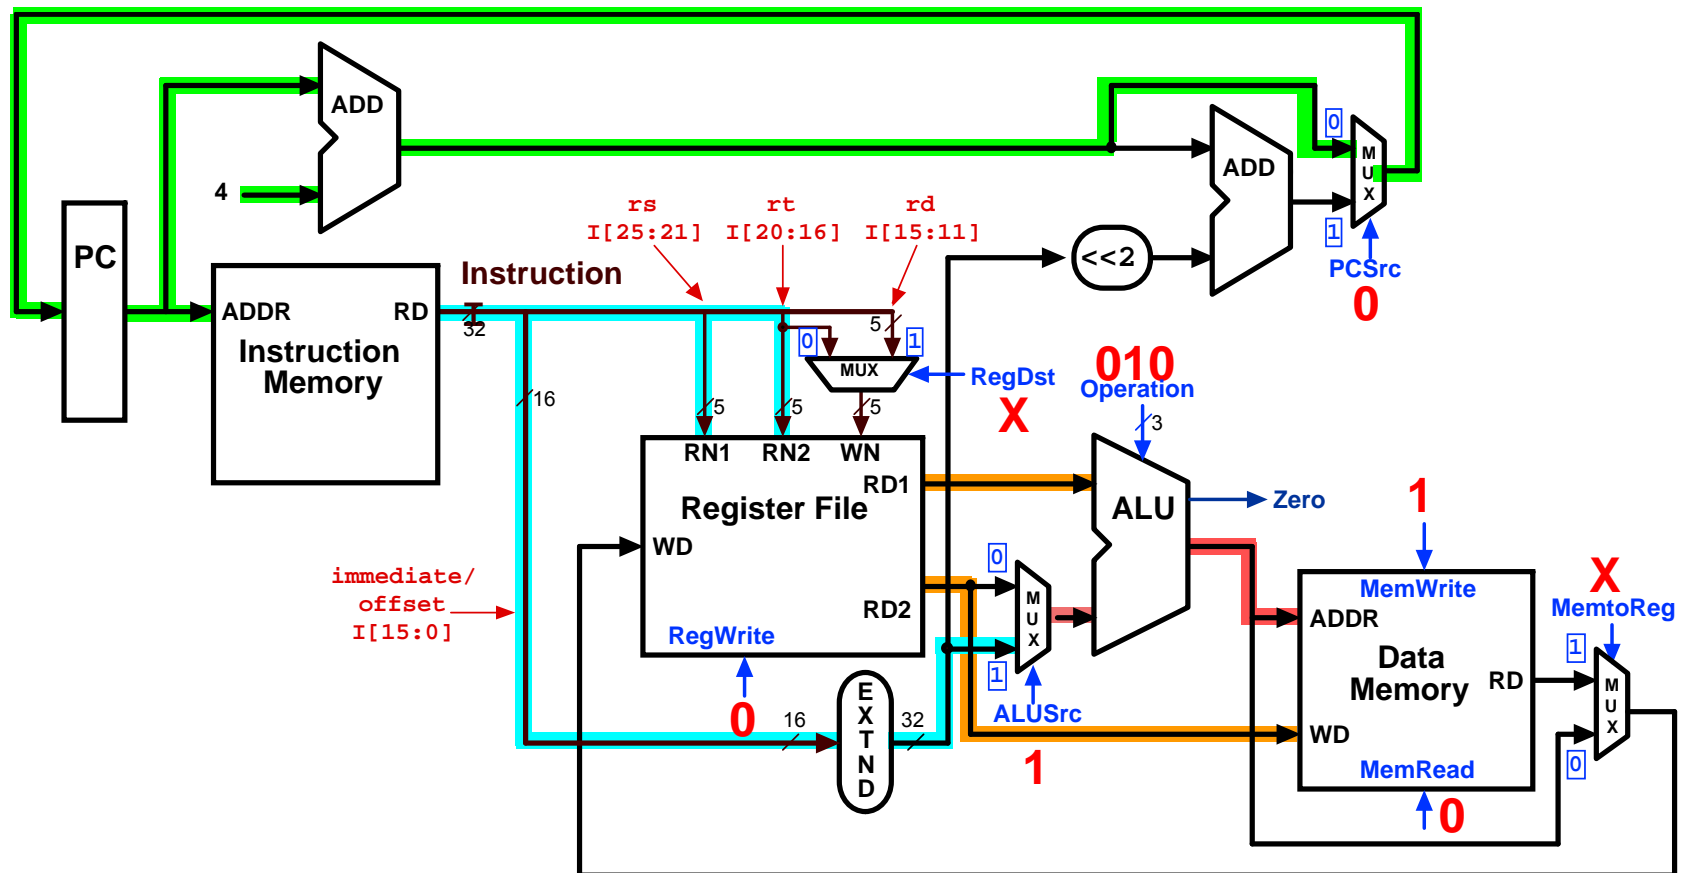 ADD
4
PC
ADDR
RD
Instruction
Memory
Instruction
32
16
rs
I[25:21]
rt
I[20:16]
rd
I[15:11]
5
0
1
MUX
RegDst
5
5
5
RN1
RN2
WN
RD1
Register File
WD
RD2
RegWrite
0
immediate/
offset
I[15:0]
16
E
X
T
N
D
32
X
010
Operation
3
ALU
Zero
0
M
U
X
1
ALUSrc
1
<<2
ADD
0
M
U
X
1
PCSrc
0
1
MemWrite
ADDR
Data
Memory
RD
WD
MemRead
0
X
MemtoReg
1
M
U
X
0